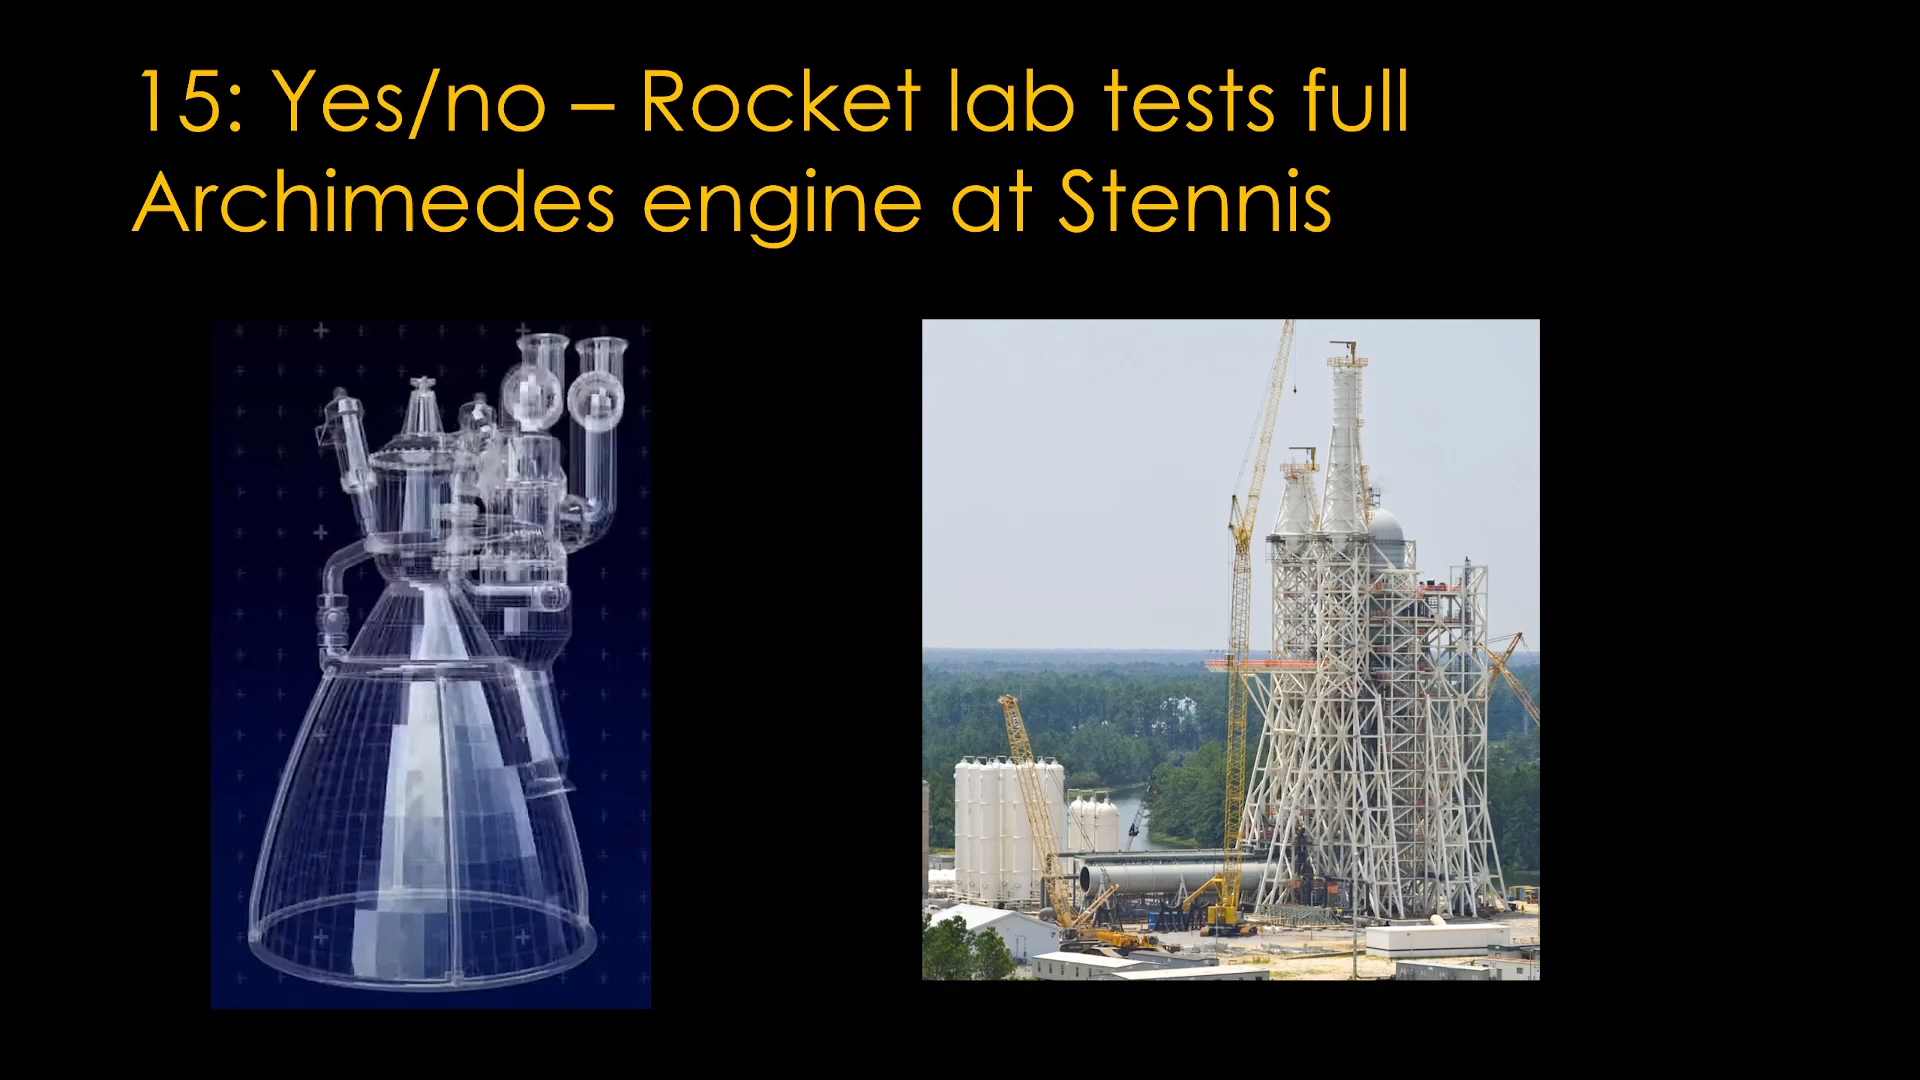 15: Yes/no – Rocket lab tests full
Archimedes engine at Stennis